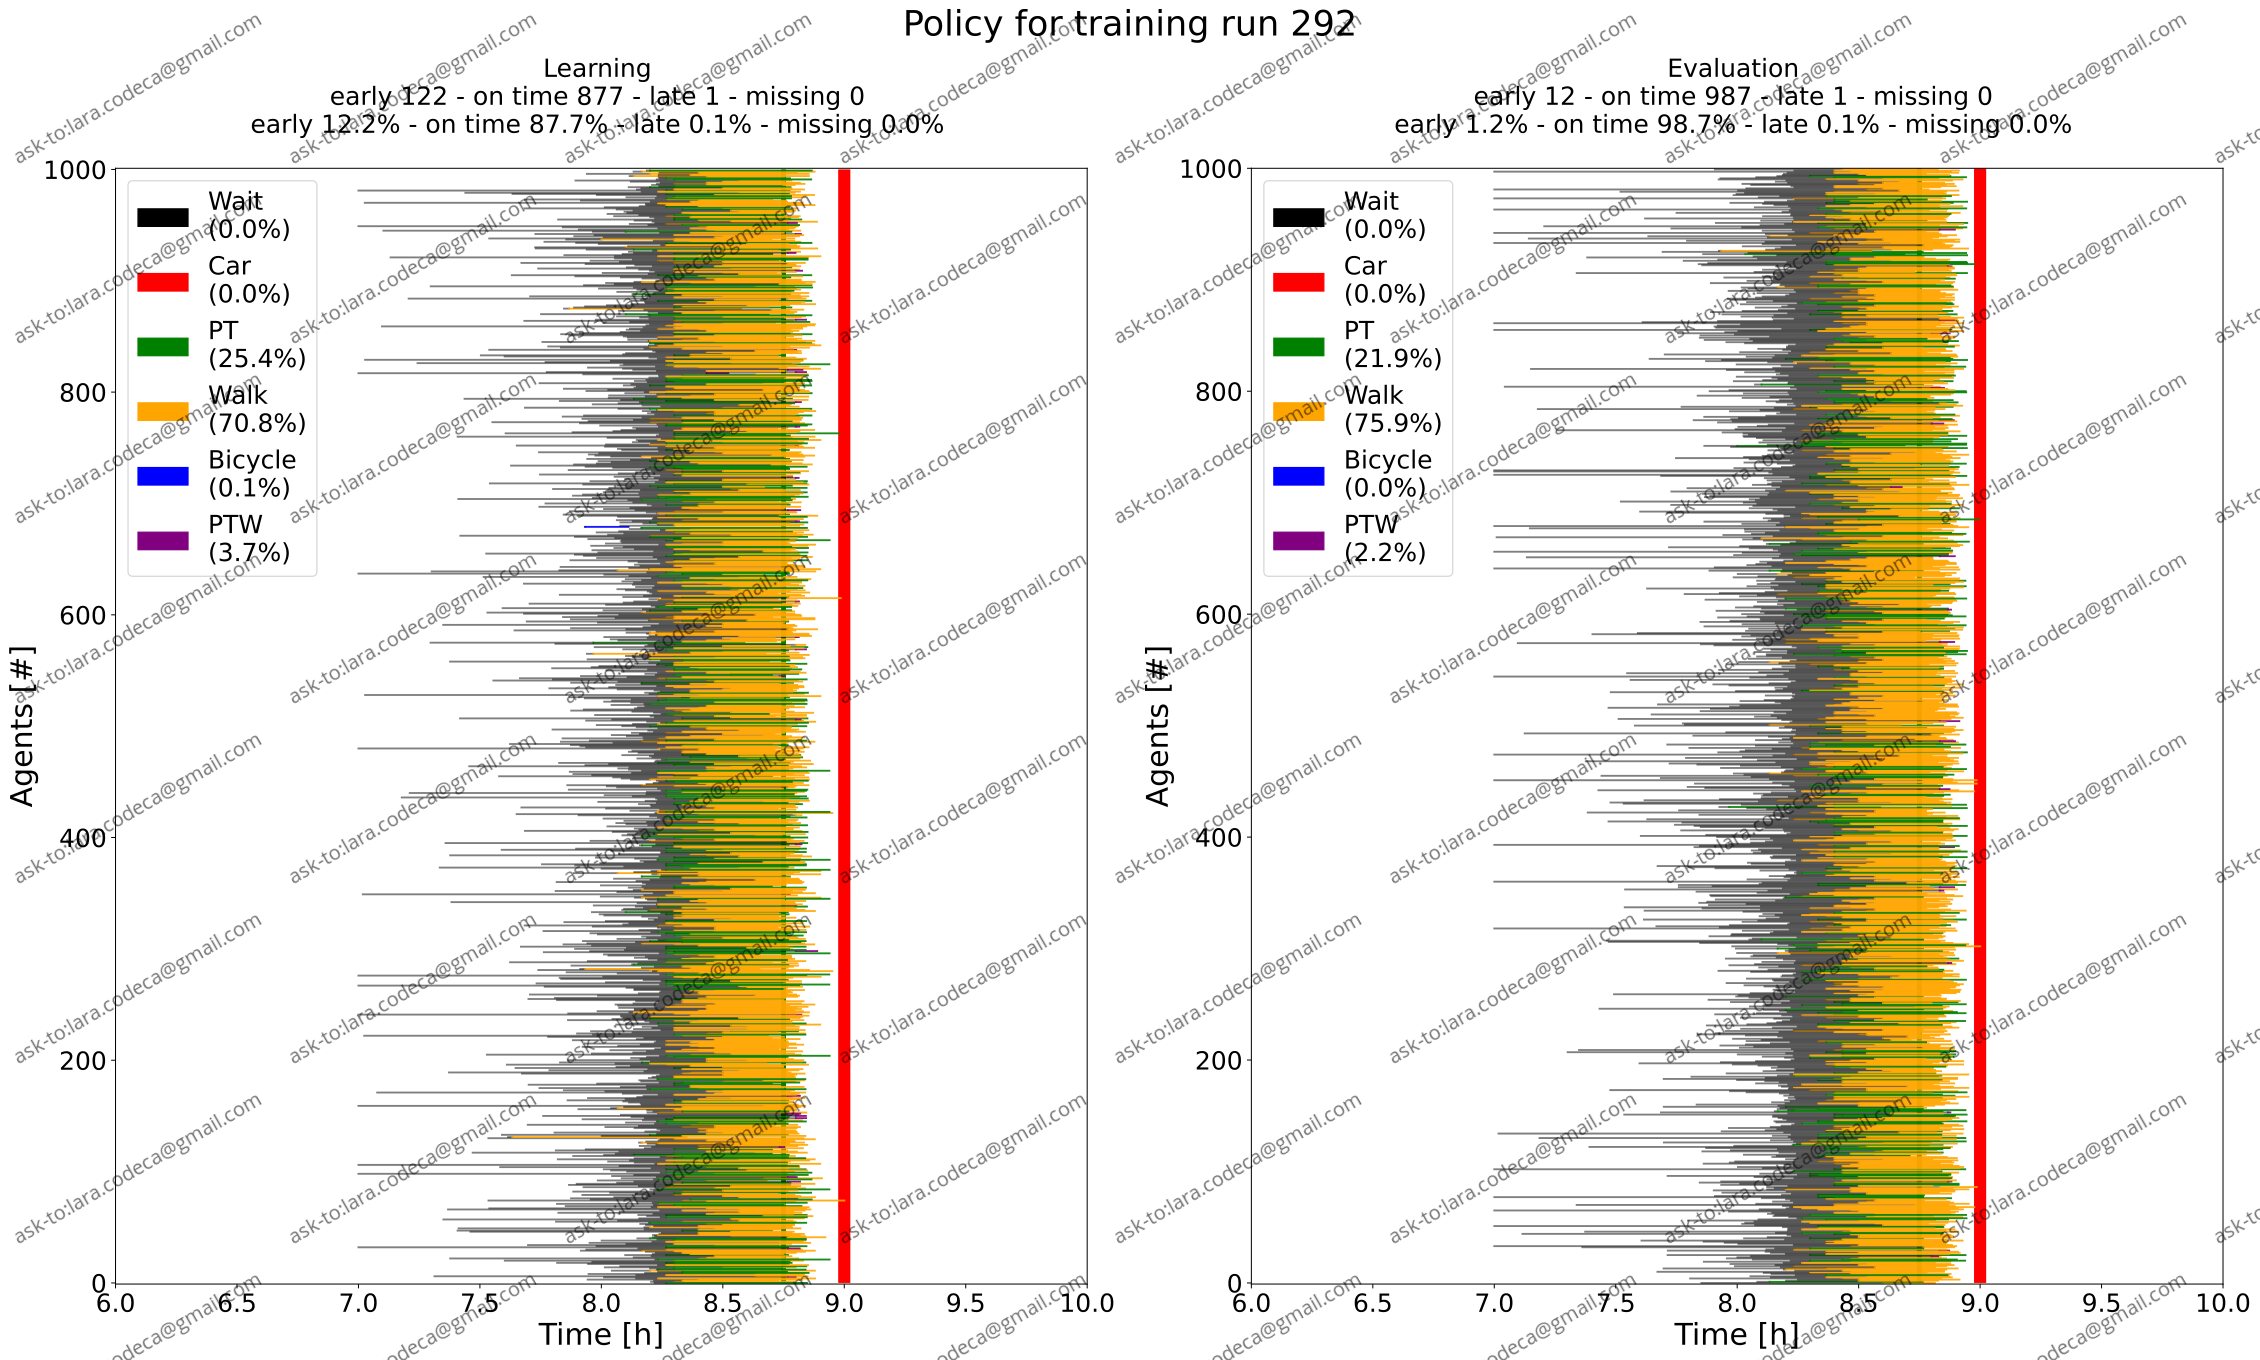 Policy for training run 292
Learning
early 122 - on time 877 - late 1 - missing 0
early 12.2% - on time 87.7% - late 0.1% - missing 0.0%
1000
800
600
400
200
0
Agents [#]
Wait
(0.0%)
Car
(0.0%)
PT
(25.4%)
Walk
(70.8%)
Bicycle
(0.1%)
PTW
(3.7%)
6.0 6.5 7.0 7.5 8.0 8.5 9.0 9.5 10.0
Time [h]
Evaluation
early 12 - on time 987 - late 1 - missing 0
early 1.2% - on time 98.7% - late 0.1% - missing 0.0%
1000
800
600
400
200
0
Agents [#]
Wait
(0.0%)
Car
(0.0%)
PT
(21.9%)
Walk
(75.9%)
Bicycle
(0.0%)
PTW
(2.2%)
6.0 6.5 7.0 7.5 8.0 8.5 9.0 9.5 10.0
Time [h]
ask-to:lara.codeca@gmail.com